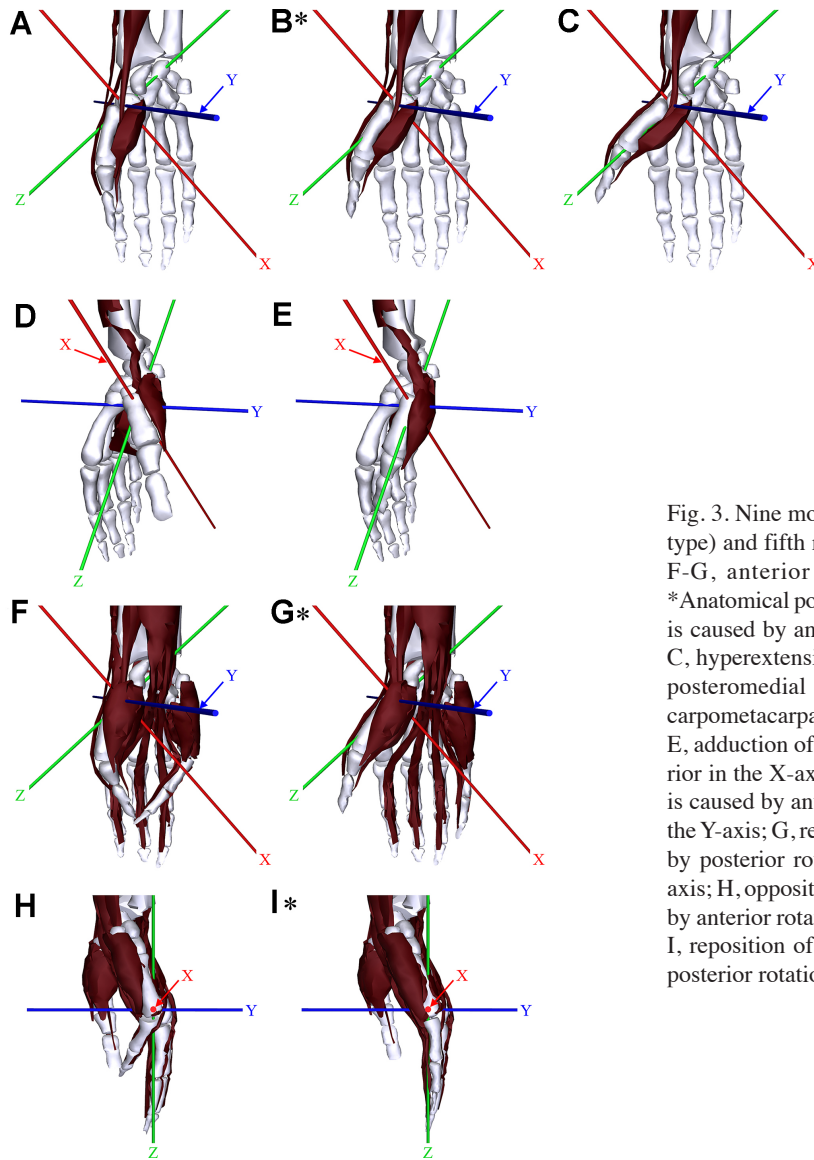 A
B*
C
Y
Y
Y
Z
Z
Z
X
X
X
D
E
X
X
Y
Y
Z
Z
F
G*
Y
Y
Z
Z
X
X
H
I*
X
X
Y
Y
Z
Z
Fig. 3. Nine mo
type) and fifth
F-G, anterior
*Anatomical po
is caused by an
C, hyperextensi
posteromedial
carpometacarpa
E, adduction of
rior in the X-ax
is caused by an
the Y-axis; G, re
by posterior ro
axis; H, opposit
by anterior rota
I, reposition of
posterior rotatio